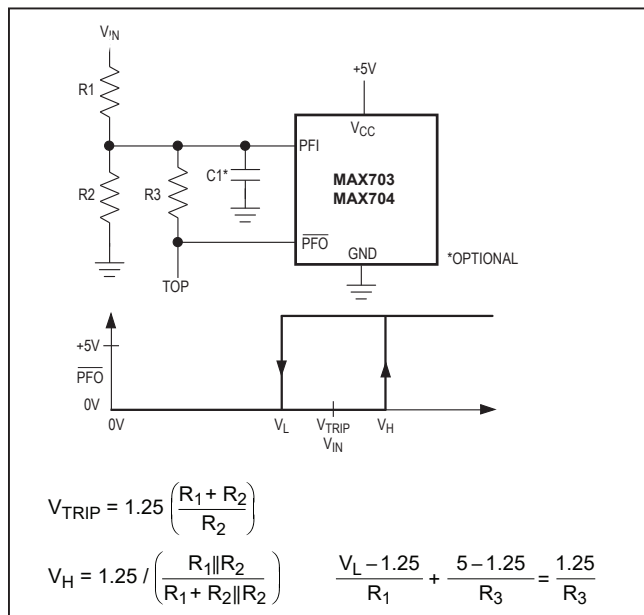 V'N
R1
+5V
VCC
PFI
R2
R3
C1*
MAX703
MAX704
PFO
GND
*OPTIONAL
TOP
+5V
PFO
0V
0V
VL
VTRIP
VIN
VH
VTRIP = 1.25 (R1 + R2 / R2)
VH = 1.25 / (R1||R2 / R1 + R2||R2)
VL – 1.25 / R1 + 5 – 1.25 / R3 = 1.25 / R3